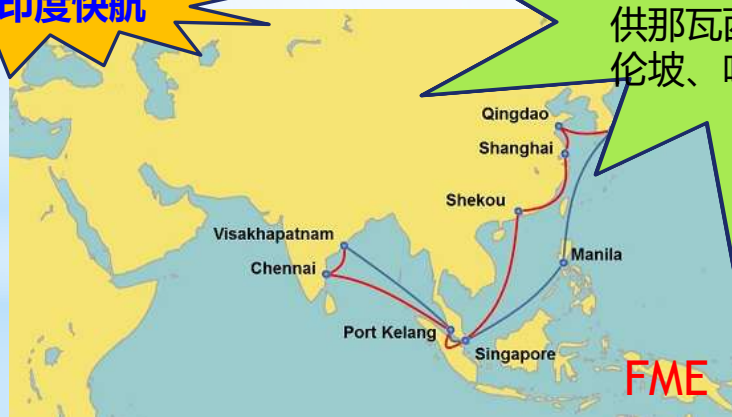 印度快航
供那瓦西
伦坡、
Qingdao
Shanghai
Shekou
Visakhapatnam
Chennai
Manila
Port Kelang
Singapore
FME